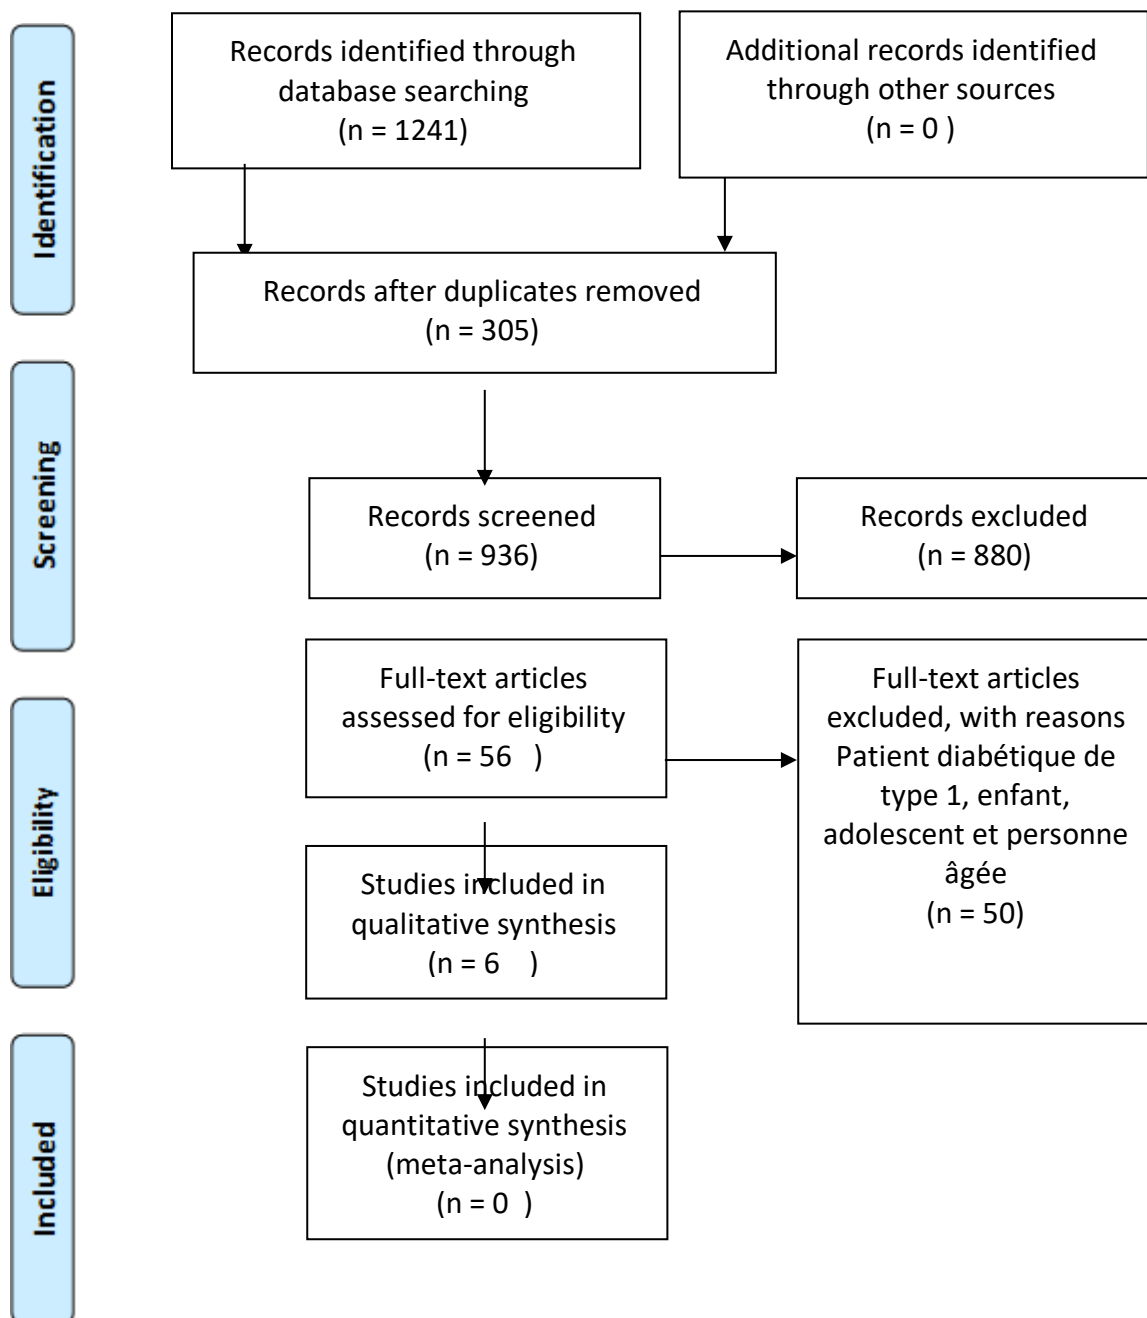 Identification
Records identified through
database searching
(n = 1241)
Additional records identified
through other sources
(n = 0 )
Records after duplicates removed
(n = 305)
Screening
Records screened
(n = 936)
Records excluded
(n = 880)
Eligibility
Full-text articles
assessed for eligibility
(n = 56 )
Full-text articles
excluded, with reasons
Patient diabétique de
type 1, enfant,
adolescent et personne
âgée
(n = 50)
Studies included in
qualitative synthesis
(n = 6 )
Included
Studies included in
quantitative synthesis
(meta-analysis)
(n = 0 )